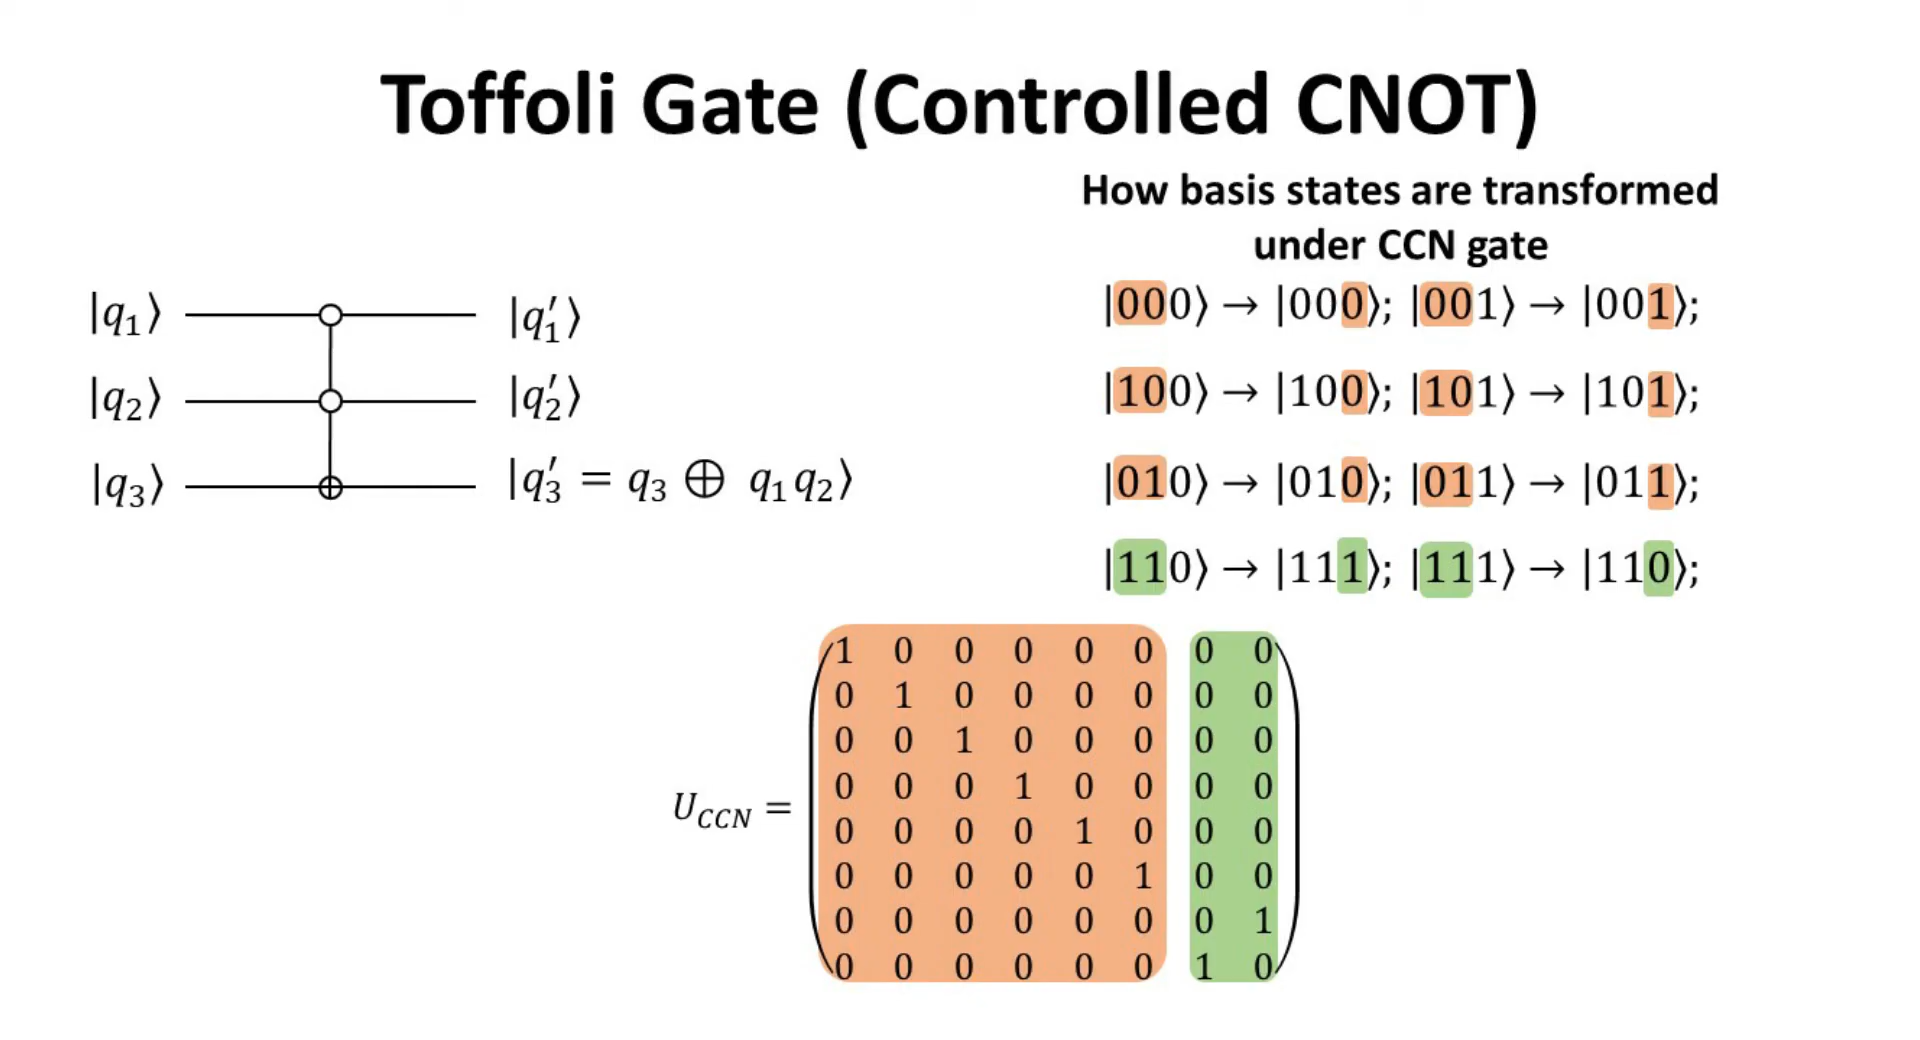 Toffoli Gate (Controlled CNOT)
How basis states are transformed
under CCN gate
|q₁⟩ |q₁′⟩
|q₂⟩ |q₂′⟩
|q₃⟩ |q₃′ = q₃ ⊕ q₁q₂⟩
|000⟩ → |000⟩; |001⟩ → |001⟩;
|100⟩ → |100⟩; |101⟩ → |101⟩;
|010⟩ → |010⟩; |011⟩ → |011⟩;
|110⟩ → |111⟩; |111⟩ → |110⟩;
U_CCN =
1 0 0 0 0 0 0 0
0 1 0 0 0 0 0 0
0 0 1 0 0 0 0 0
0 0 0 1 0 0 0 0
0 0 0 0 1 0 0 0
0 0 0 0 0 1 0 0
0 0 0 0 0 0 0 1
0 0 0 0 0 0 1 0